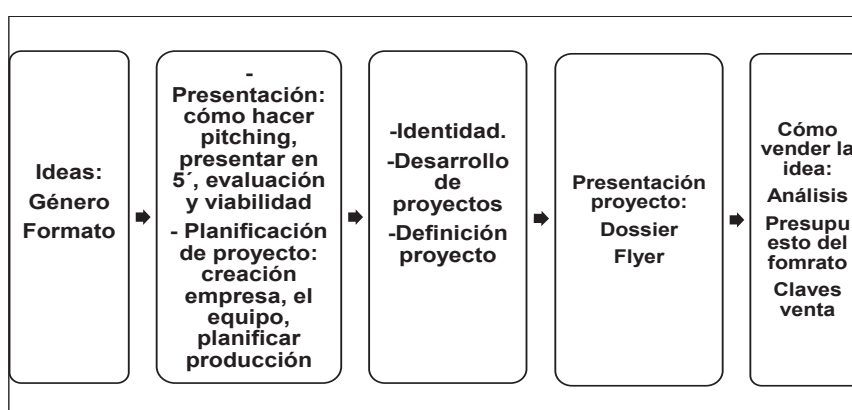 Ideas:
Género
Formato
-
Presentación:
cómo hacer
pitching,
presentar en
5´, evaluación
y viabilidad
- Planificación
de proyecto:
creación
empresa, el
equipo,
planificar
producción
-Identidad.
-Desarrollo
de
proyectos
-Definición
proyecto
Presentación
proyecto:
Dossier
Flyer
Cómo
vender la
idea:
Análisis
Presupu
esto del
fomrato
Claves
venta